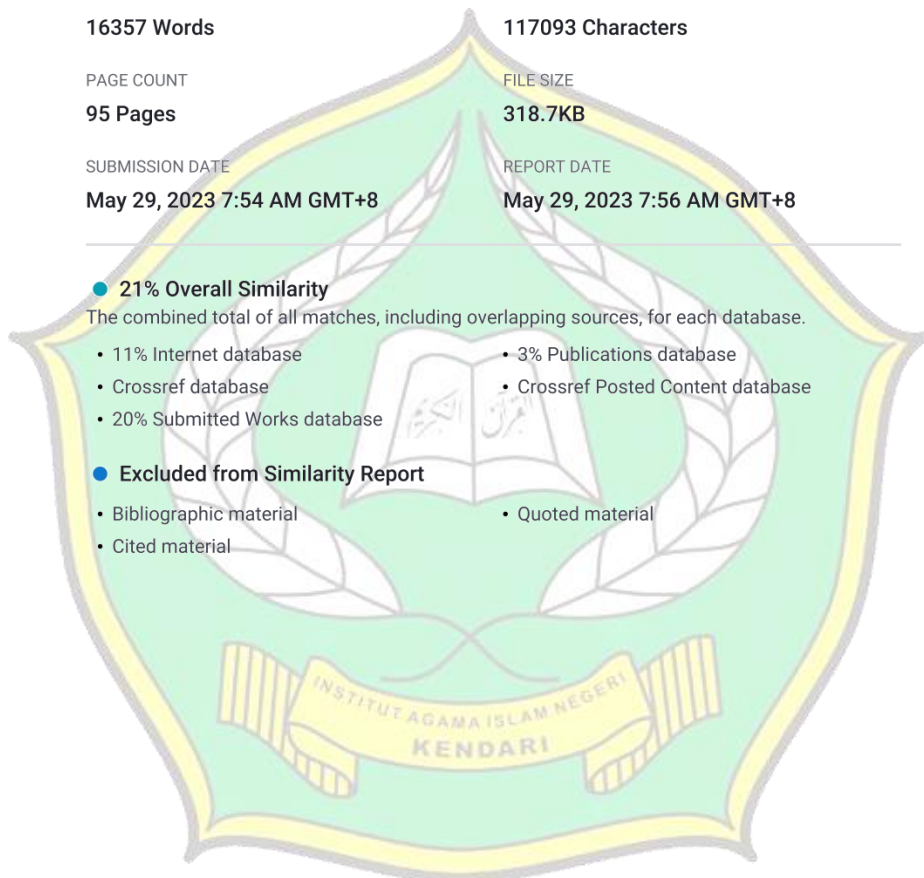 16357 Words 117093 Characters
PAGE COUNT FILE SIZE
95 Pages 318.7KB
SUBMISSION DATE REPORT DATE
May 29, 2023 7:54 AM GMT+8 May 29, 2023 7:56 AM GMT+8
● 21% Overall Similarity
The combined total of all matches, including overlapping sources, for each database.
• 11% Internet database • 3% Publications database
• Crossref database • Crossref Posted Content database
• 20% Submitted Works database
● Excluded from Similarity Report
• Bibliographic material • Quoted material
• Cited material
القرآن الكريم
INSTITUT AGAMA ISLAM NEGERI
KENDARI